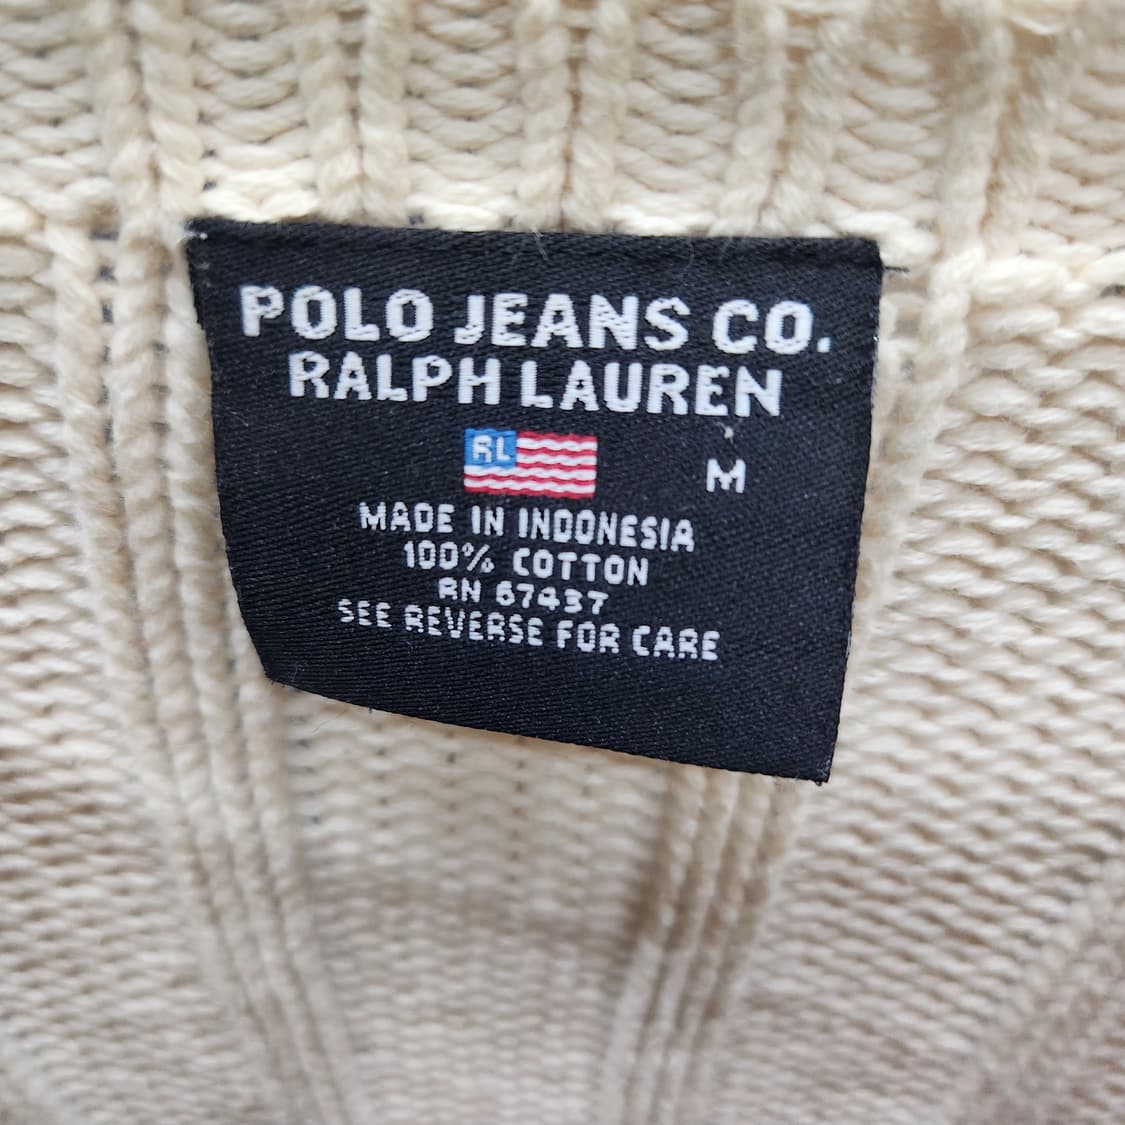 POLO JEANS CO.
RALPH LAUREN
RL
M
MADE IN INDONESIA
100% COTTON
RN 67437
SEE REVERSE FOR CARE